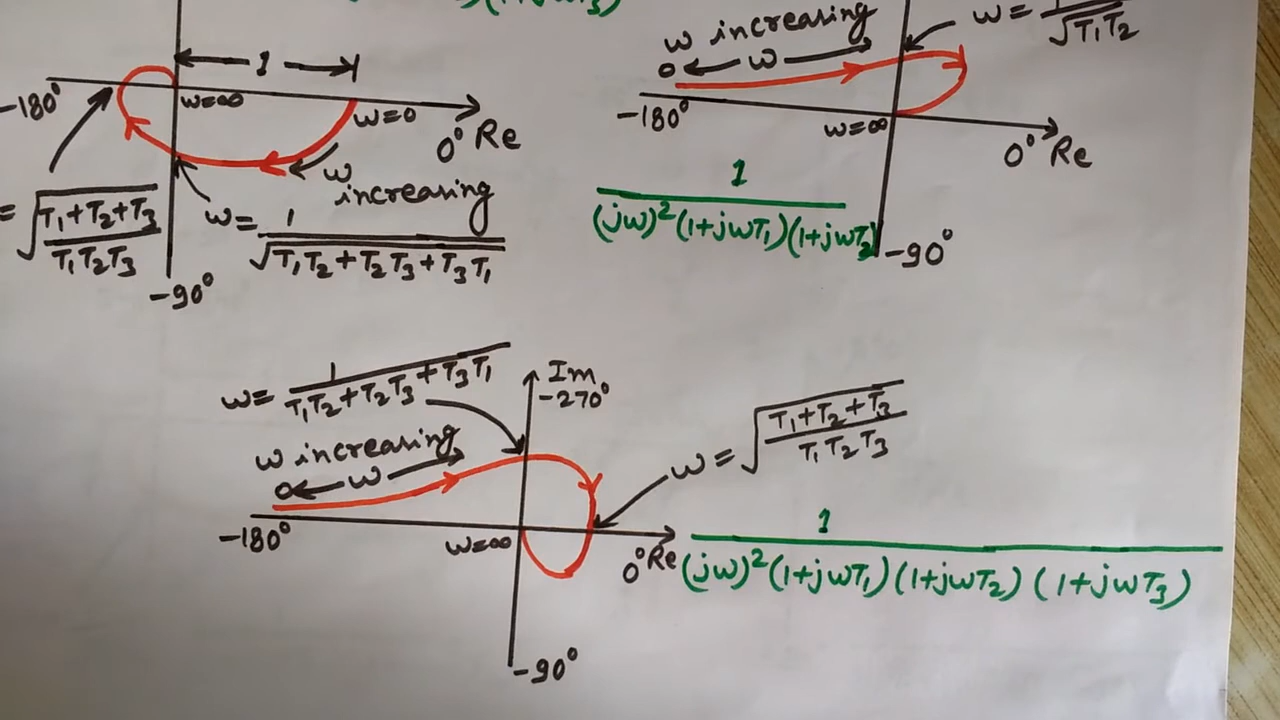 (1+jωT3)
1
-180°
ω=∞
ω=0
0° Re
ω increasing
= √(T1+T2+T3 / T1T2T3)
ω= 1 / √(T1T2+T2T3+T3T1)
-90°
ω increasing
0 ← ω →
ω= 1 / √(T1T2)
-180°
ω=∞
0° Re
1
(jω)²(1+jωT1)(1+jωT2)
-90°
ω= 1 / T1T2+T2T3+T3T1
Im
-270°
ω increasing
0 ← ω →
ω= √(T1+T2+T3 / T1T2T3)
-180°
ω=∞
0° Re
1
(jω)²(1+jωT1)(1+jωT2)(1+jωT3)
-90°